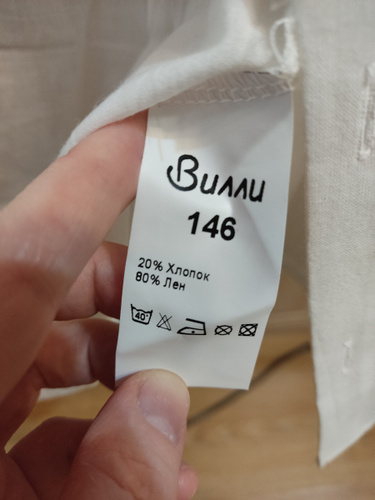 Вилли
146
20% Хлопок
80% Лен
40°